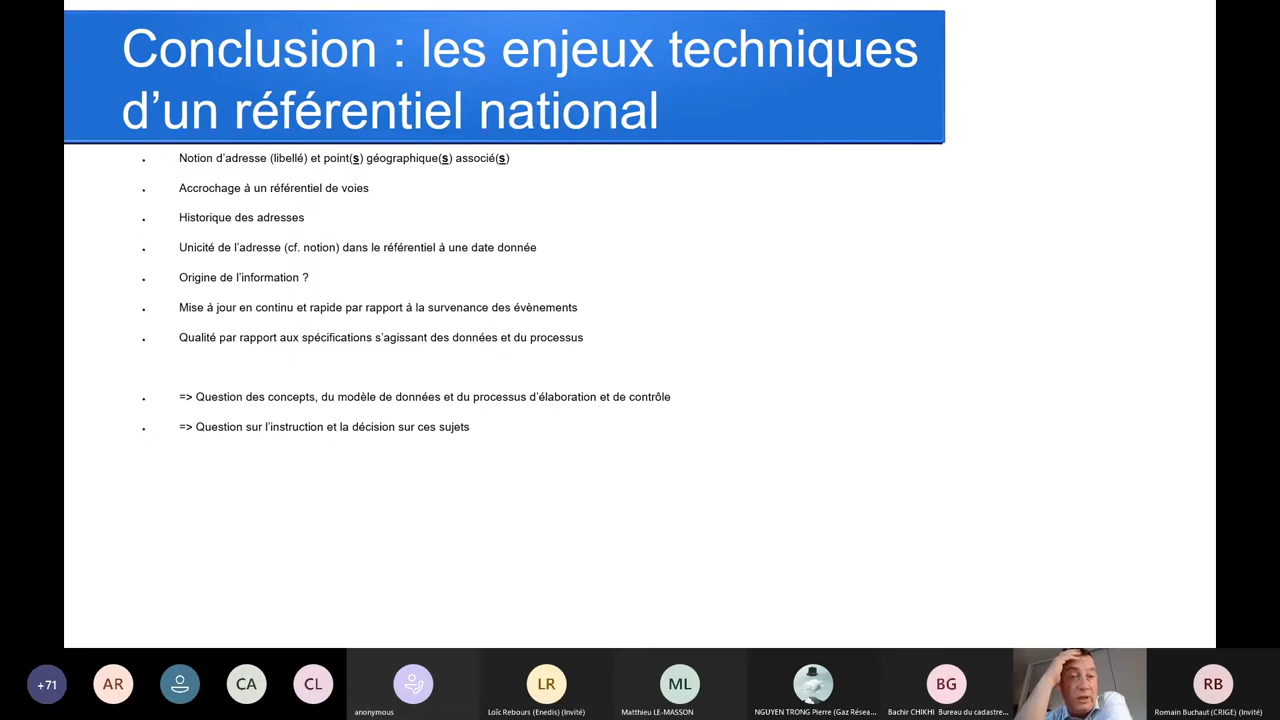 Conclusion : les enjeux techniques
d’un référentiel national
Notion d’adresse (libellé) et point(s) géographique(s) associé(s)
Accrochage à un référentiel de voies
Historique des adresses
Unicité de l’adresse (cf. notion) dans le référentiel à une date donnée
Origine de l’information ?
Mise à jour en continu et rapide par rapport à la survenance des évènements
Qualité par rapport aux spécifications s’agissant des données et du processus
=> Question des concepts, du modèle de données et du processus d’élaboration et de contrôle
=> Question sur l’instruction et la décision sur ces sujets
+71
AR
CA
CL
LR
ML
BG
RB
anonymous
Loïc Rebours (Enedis) (Invité)
Matthieu LE-MASSON
NGUYEN TRONG Pierre (Gaz Résea...
Bachir CHIKHI Bureau du cadastre...
Romain Buchaut (CRIGE) (Invité)